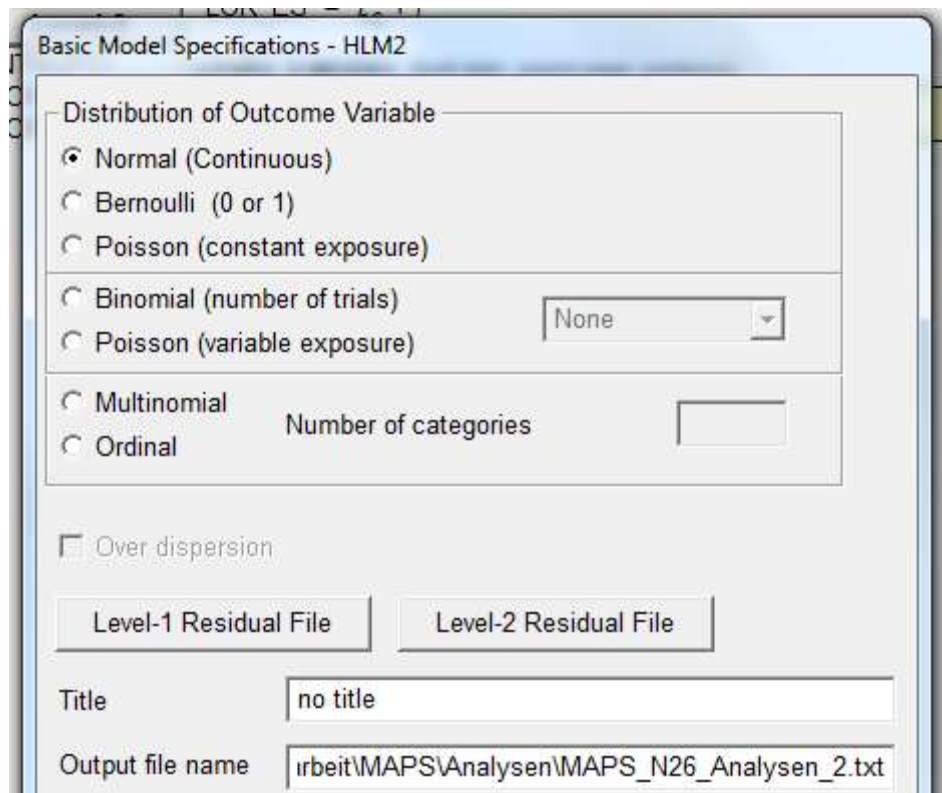 Basic Model Specifications - HLM2
Distribution of Outcome Variable
Normal (Continuous)
Bernoulli (0 or 1)
Poisson (constant exposure)
Binomial (number of trials)
None
Poisson (variable exposure)
Multinomial
Number of categories
Ordinal
Over dispersion
Level-1 Residual File
Level-2 Residual File
Title
no title
Output file name
rbeit\MAPS\Analysen\MAPS_N26_Analysen_2.txt